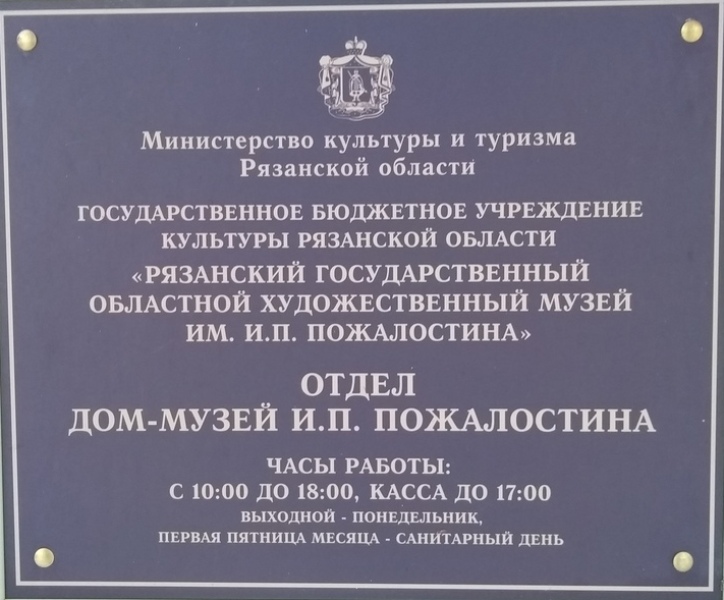 Министерство культуры и туризма
Рязанской области
ГОСУДАРСТВЕННОЕ БЮДЖЕТНОЕ УЧРЕЖДЕНИЕ
КУЛЬТУРЫ РЯЗАНСКОЙ ОБЛАСТИ
«РЯЗАНСКИЙ ГОСУДАРСТВЕННЫЙ
ОБЛАСТНОЙ ХУДОЖЕСТВЕННЫЙ МУЗЕЙ
ИМ. И.П. ПОЖАЛОСТИНА»
ОТДЕЛ
ДОМ-МУЗЕЙ И.П. ПОЖАЛОСТИНА
ЧАСЫ РАБОТЫ:
С 10:00 ДО 18:00, КАССА ДО 17:00
ВЫХОДНОЙ - ПОНЕДЕЛЬНИК,
ПЕРВАЯ ПЯТНИЦА МЕСЯЦА - САНИТАРНЫЙ ДЕНЬ